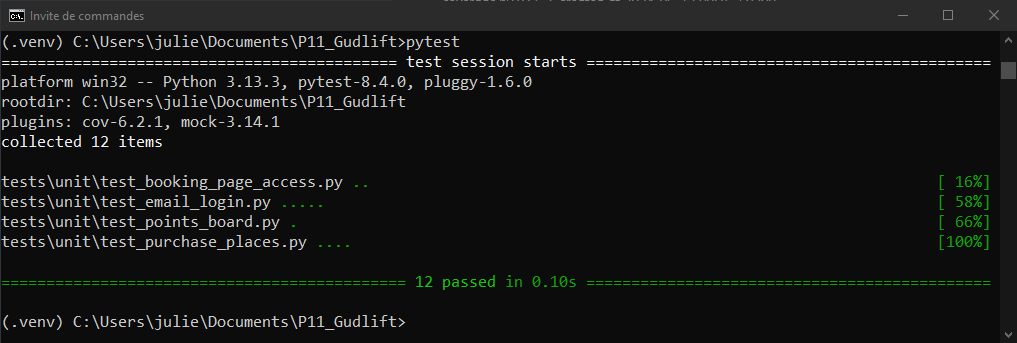 Invite de commandes
(.venv) C:\Users\julie\Documents\P11_Gudlift>pytest
============================================ test session starts =============================================
platform win32 -- Python 3.13.3, pytest-8.4.0, pluggy-1.6.0
rootdir: C:\Users\julie\Documents\P11_Gudlift
plugins: cov-6.2.1, mock-3.14.1
collected 12 items
tests\unit\test_booking_page_access.py .. [ 16%]
tests\unit\test_email_login.py ..... [ 58%]
tests\unit\test_points_board.py . [ 66%]
tests\unit\test_purchase_places.py .... [100%]
============================================= 12 passed in 0.10s =============================================
(.venv) C:\Users\julie\Documents\P11_Gudlift>